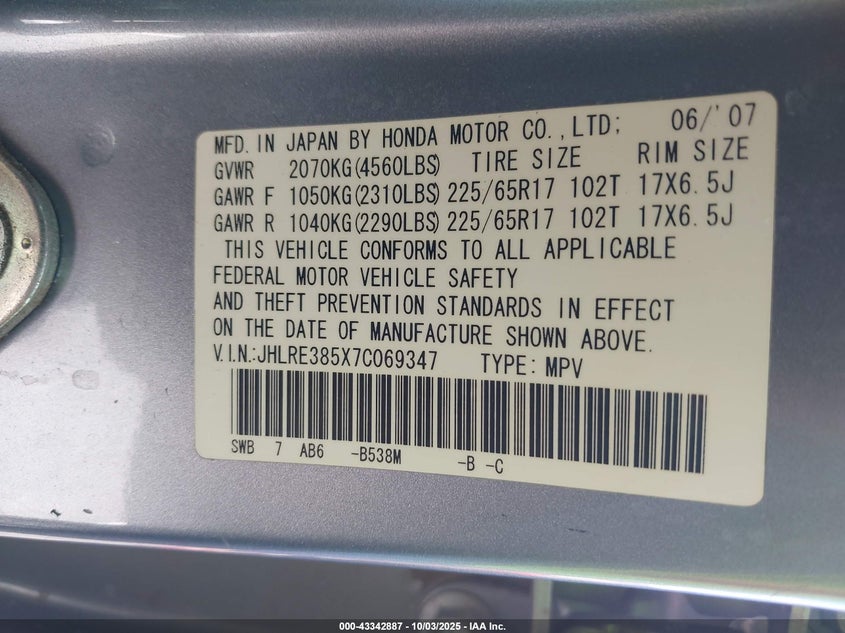 MFD. IN JAPAN BY HONDA MOTOR CO.,LTD; 06/'07
GVWR 2070KG(4560LBS) TIRE SIZE RIM SIZE
GAWR F 1050KG(2310LBS) 225/65R17 102T 17X6.5J
GAWR R 1040KG(2290LBS) 225/65R17 102T 17X6.5J
THIS VEHICLE CONFORMS TO ALL APPLICABLE
FEDERAL MOTOR VEHICLE SAFETY
AND THEFT PREVENTION STANDARDS IN EFFECT
ON THE DATE OF MANUFACTURE SHOWN ABOVE.
V.I.N.:JHLRE385X7C069347 TYPE: MPV
SWB 7 AB6 -B538M -B -C
000-43342887 - 10/03/2025 - IAA Inc.